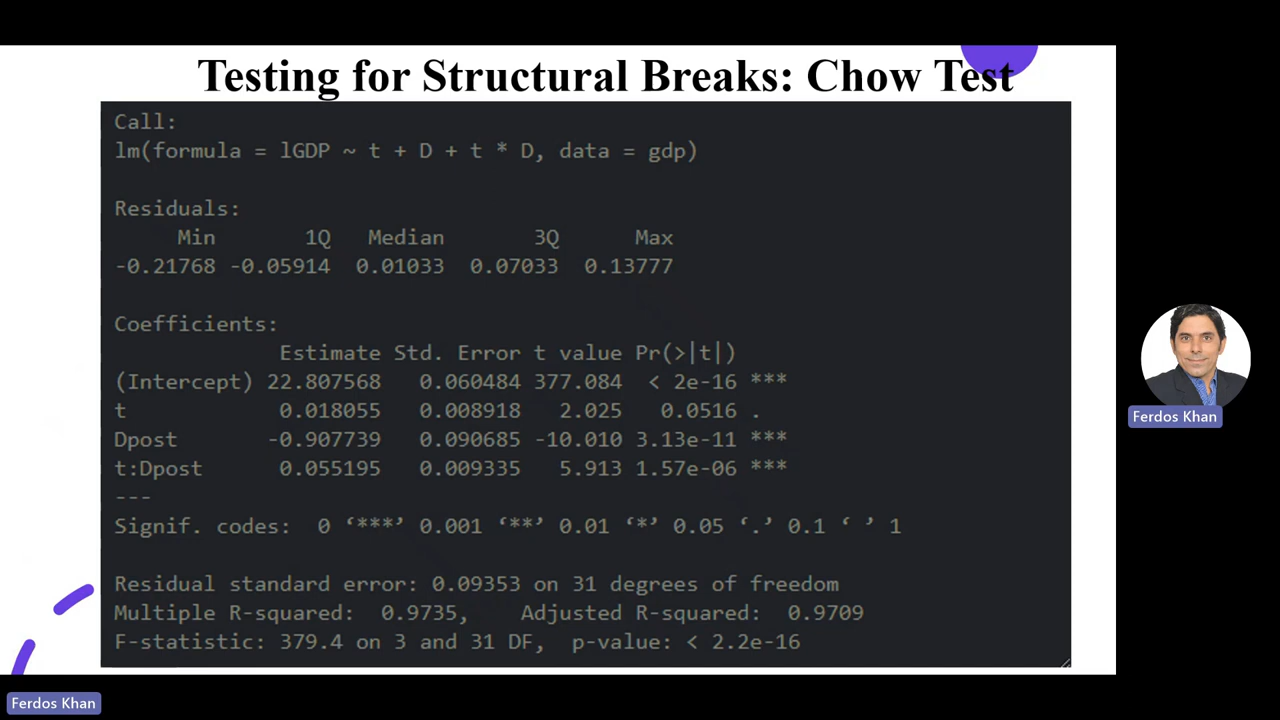 Testing for Structural Breaks: Chow Test
Call:
lm(formula = lGDP ~ t + D + t * D, data = gdp)
Residuals:
Min 1Q Median 3Q Max
-0.21768 -0.05914 0.01033 0.07033 0.13777
Coefficients:
Estimate Std. Error t value Pr(>|t|)
(Intercept) 22.807568 0.060484 377.084 < 2e-16 ***
t 0.018055 0.008918 2.025 0.0516 .
Dpost -0.907739 0.090685 -10.010 3.13e-11 ***
t:Dpost 0.055195 0.009335 5.913 1.57e-06 ***
---
Signif. codes: 0 ‘***’ 0.001 ‘**’ 0.01 ‘*’ 0.05 ‘.’ 0.1 ‘ ’ 1
Residual standard error: 0.09353 on 31 degrees of freedom
Multiple R-squared: 0.9735, Adjusted R-squared: 0.9709
F-statistic: 379.4 on 3 and 31 DF, p-value: < 2.2e-16
Ferdos Khan
Ferdos Khan